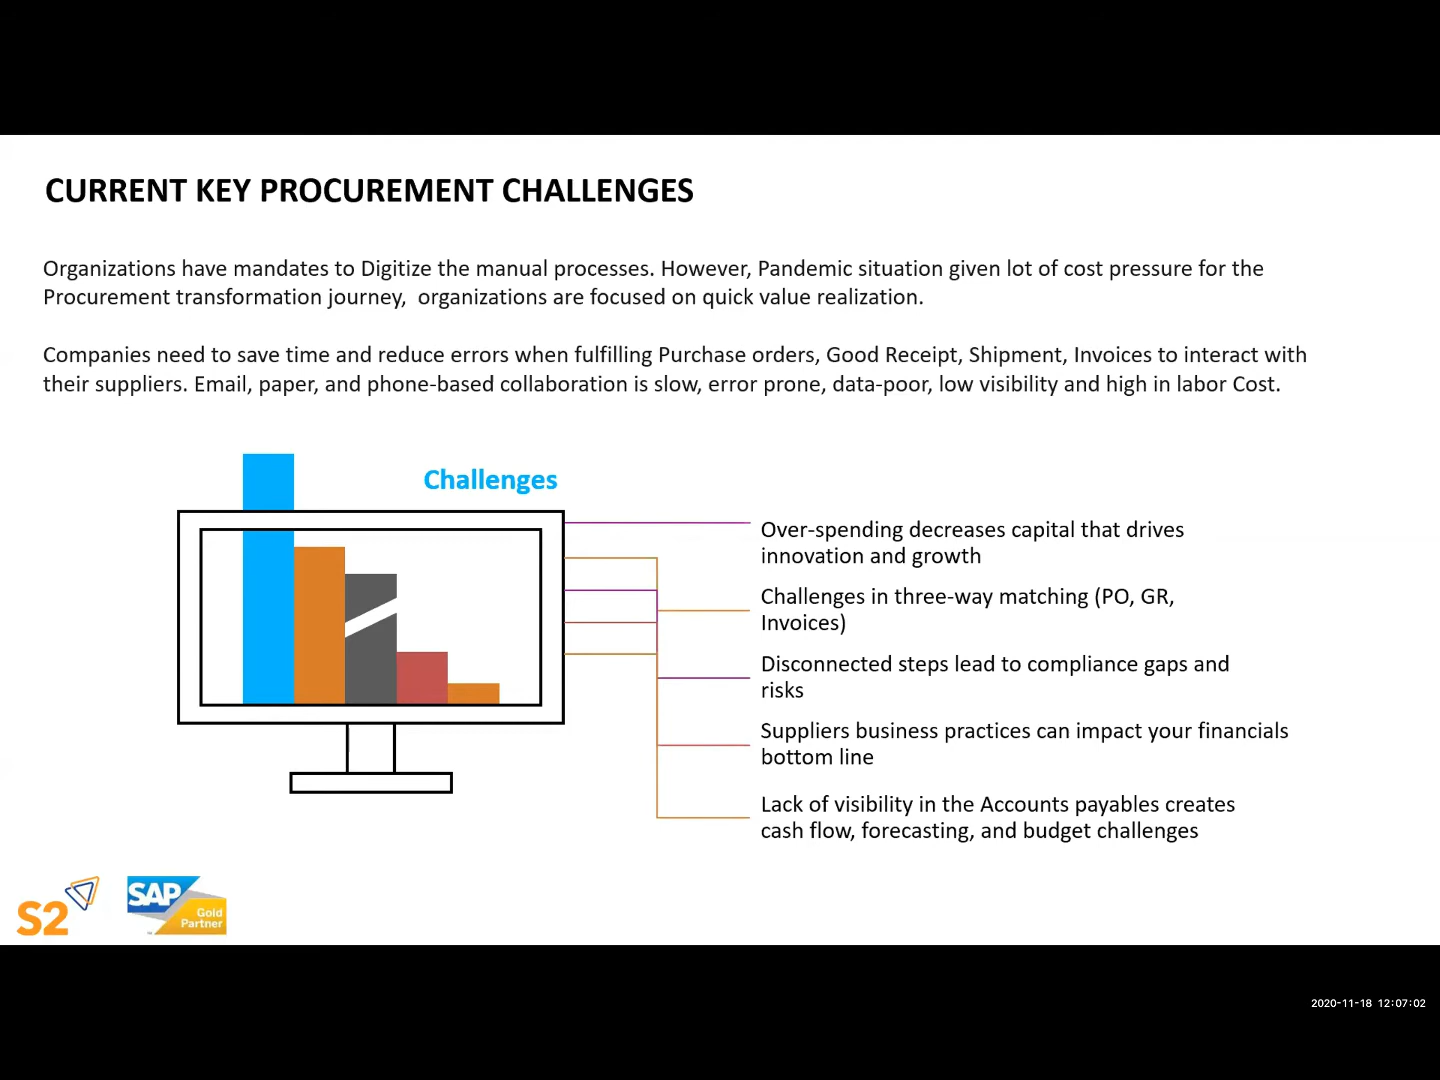 CURRENT KEY PROCUREMENT CHALLENGES
Organizations have mandates to Digitize the manual processes. However, Pandemic situation given lot of cost pressure for the
Procurement transformation journey,  organizations are focused on quick value realization.
Companies need to save time and reduce errors when fulfilling Purchase orders, Good Receipt, Shipment, Invoices to interact with
their suppliers. Email, paper, and phone-based collaboration is slow, error prone, data-poor, low visibility and high in labor Cost.
Challenges
Over-spending decreases capital that drives
innovation and growth
Challenges in three-way matching (PO, GR,
Invoices)
Disconnected steps lead to compliance gaps and
risks
Suppliers business practices can impact your financials
bottom line
Lack of visibility in the Accounts payables creates
cash flow, forecasting, and budget challenges
S2
SAP
Gold
Partner
2020-11-18 12:07:02